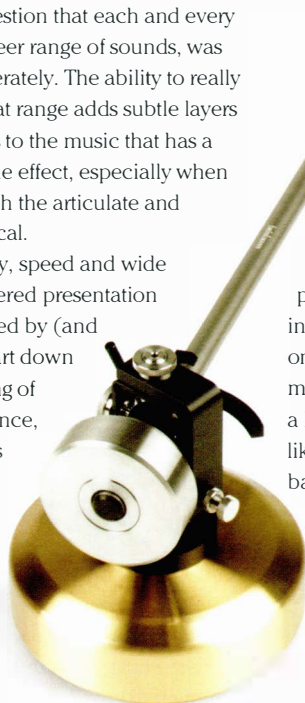 estion that each and every
eer range of sounds, was
erately. The ability to really
at range adds subtle layers
to the music that has a
e effect, especially when
h the articulate and
cal.
y, speed and wide
ered presentation
ed by (and
art down
ng of
nce,
s
p
in
on
m
a
lik
ba